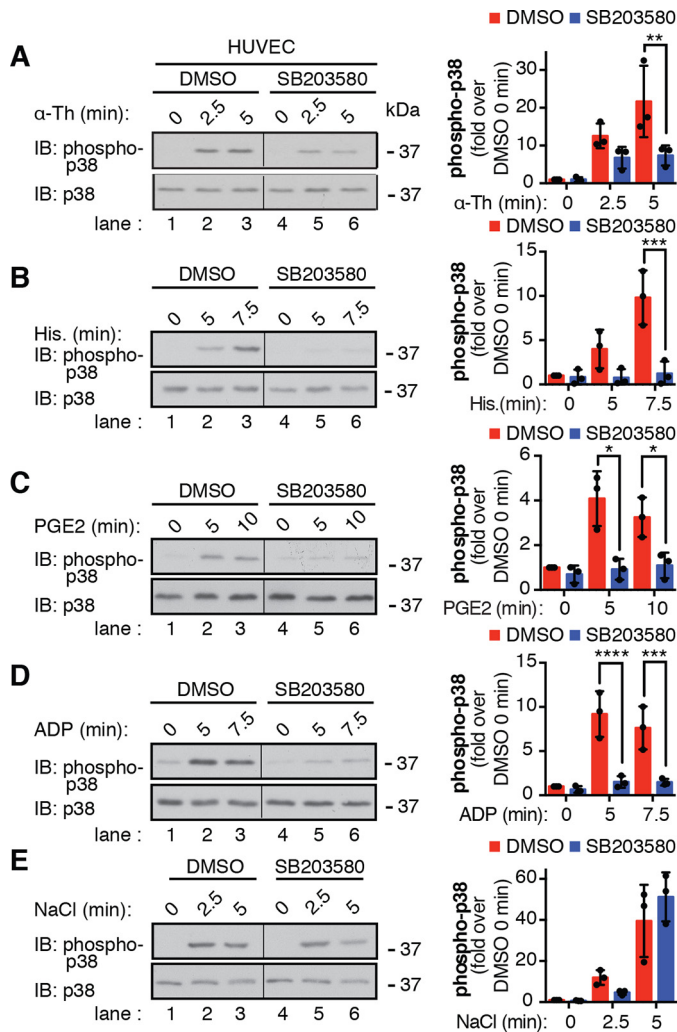 A
HUVEC
DMSO SB203580
α-Th (min): 0 2.5 5 0 2.5 5 kDa
IB: phospho-
p38
- 37
IB: p38 - 37
lane : 1 2 3 4 5 6
DMSO SB203580
phospho-p38
(fold over
DMSO 0 min)
30
20
10
0
**
0 2.5 5
α-Th (min):
B
DMSO SB203580
His. (min): 0 5 7.5 0 5 7.5
IB: phospho-
p38
- 37
IB: p38 - 37
lane : 1 2 3 4 5 6
DMSO SB203580
phospho-p38
(fold over
DMSO 0 min)
15
10
5
0
***
His.(min): 0 5 7.5
C
DMSO SB203580
PGE2 (min): 0 5 10 0 5 10
IB: phospho-
p38
- 37
IB: p38 - 37
lane : 1 2 3 4 5 6
DMSO SB203580
phospho-p38
(fold over
DMSO 0 min)
6
4
2
0
* *
0 5 10
PGE2 (min):
D
DMSO SB203580
ADP (min): 0 5 7.5 0 5 7.5
IB: phospho-
p38
- 37
IB: p38 - 37
lane : 1 2 3 4 5 6
DMSO SB203580
phospho-p38
(fold over
DMSO 0 min)
15
10
5
0
**** ***
ADP (min): 0 5 7.5
E
DMSO SB203580
NaCl (min): 0 2.5 5 0 2.5 5
IB: phospho-
p38
- 37
IB: p38 - 37
lane : 1 2 3 4 5 6
DMSO SB203580
phospho-p38
(fold over
DMSO 0 min)
60
40
20
0
NaCl (min): 0 2.5 5